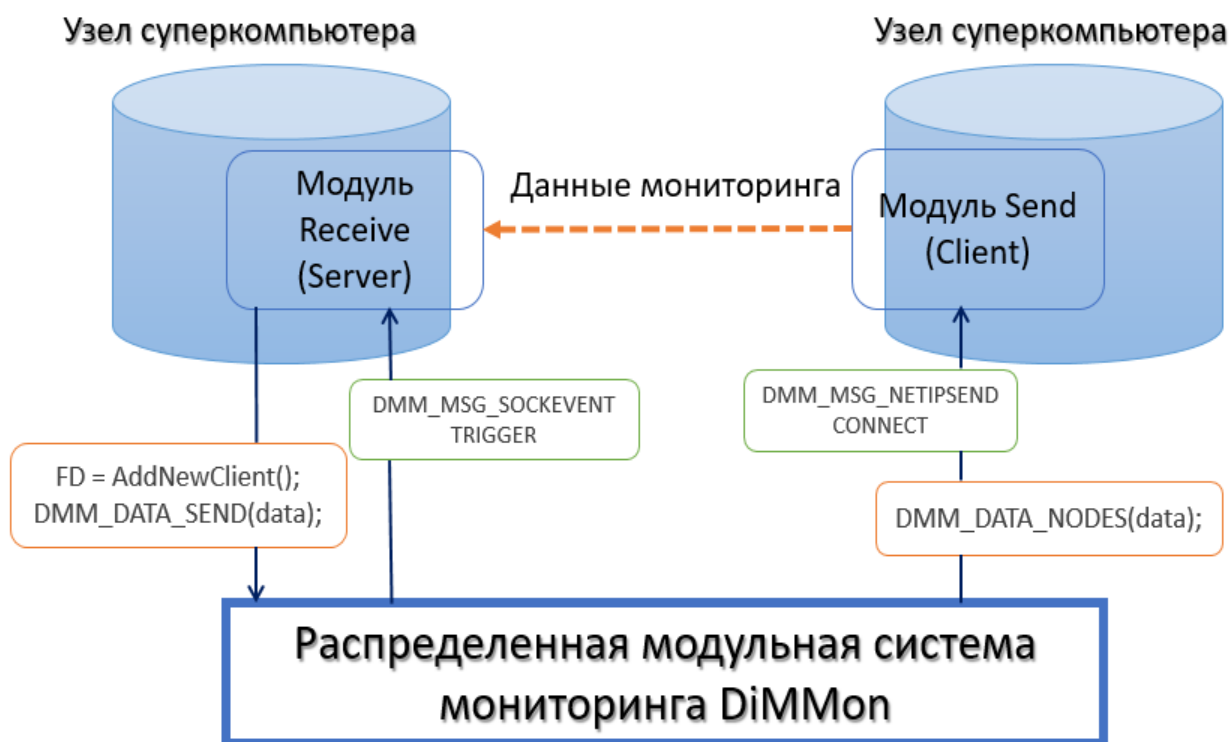 Узел суперкомпьютера
Узел суперкомпьютера
Модуль
Receive
(Server)
Данные мониторинга
Модуль Send
(Client)
DMM_MSG_SOCKEVENT
TRIGGER
DMM_MSG_NETIPSEND
CONNECT
FD = AddNewClient();
DMM_DATA_SEND(data);
DMM_DATA_NODES(data);
Распределенная модульная система
мониторинга DiMMon